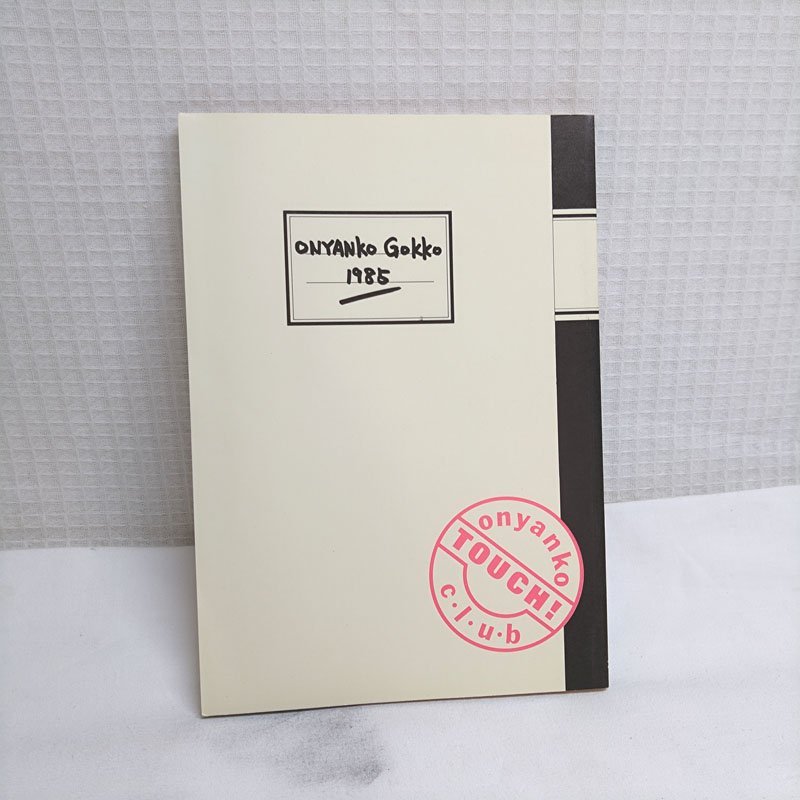 ONYANKO GOKKO
1985
onyanko
TOUCH!
c・l・u・b